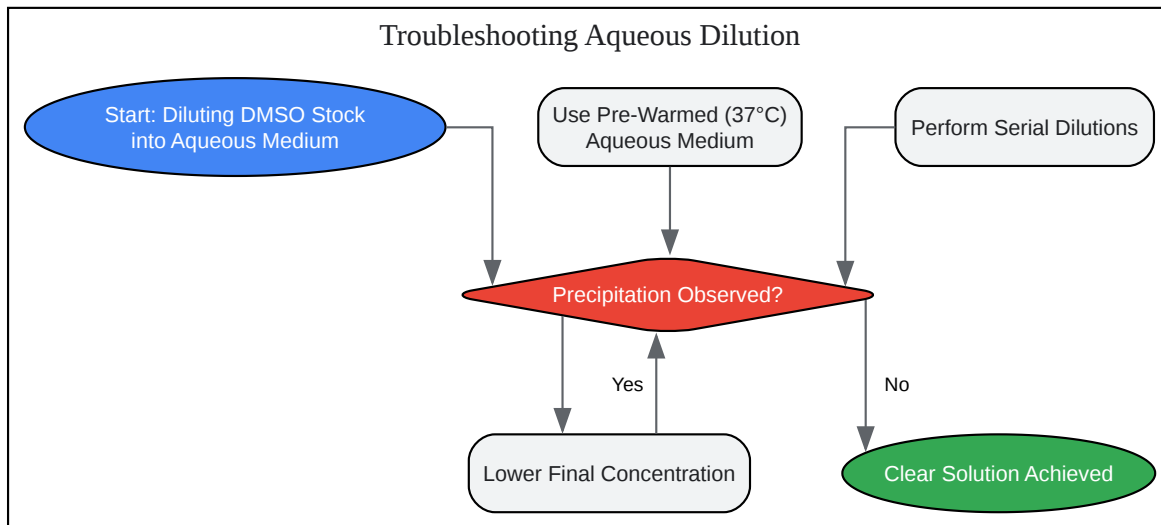 Troubleshooting Aqueous Dilution
Start: Diluting DMSO Stock
into Aqueous Medium
Use Pre-Warmed (37°C)
Aqueous Medium
Perform Serial Dilutions
Precipitation Observed?
Yes
No
Lower Final Concentration
Clear Solution Achieved